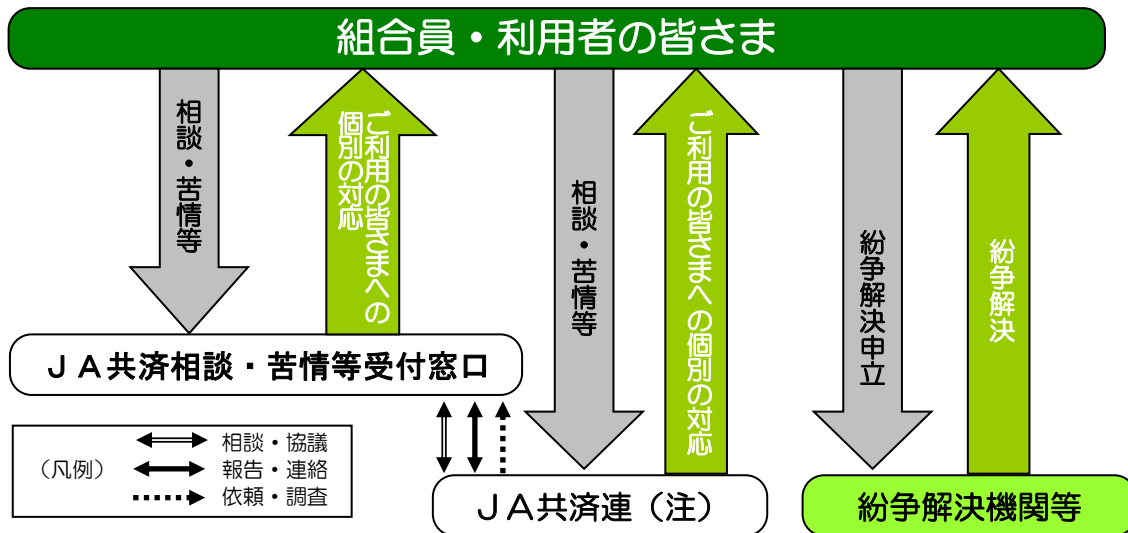 組合員・利用者の皆さま
相談・苦情等
ご利用の皆さまへの
個別の対応
相談・苦情等
ご利用の皆さまへの個別の対応
紛争解決申立
紛争解決
ＪＡ共済相談・苦情等受付窓口
（凡例）
相談・協議
報告・連絡
依頼・調査
ＪＡ共済連（注）
紛争解決機関等